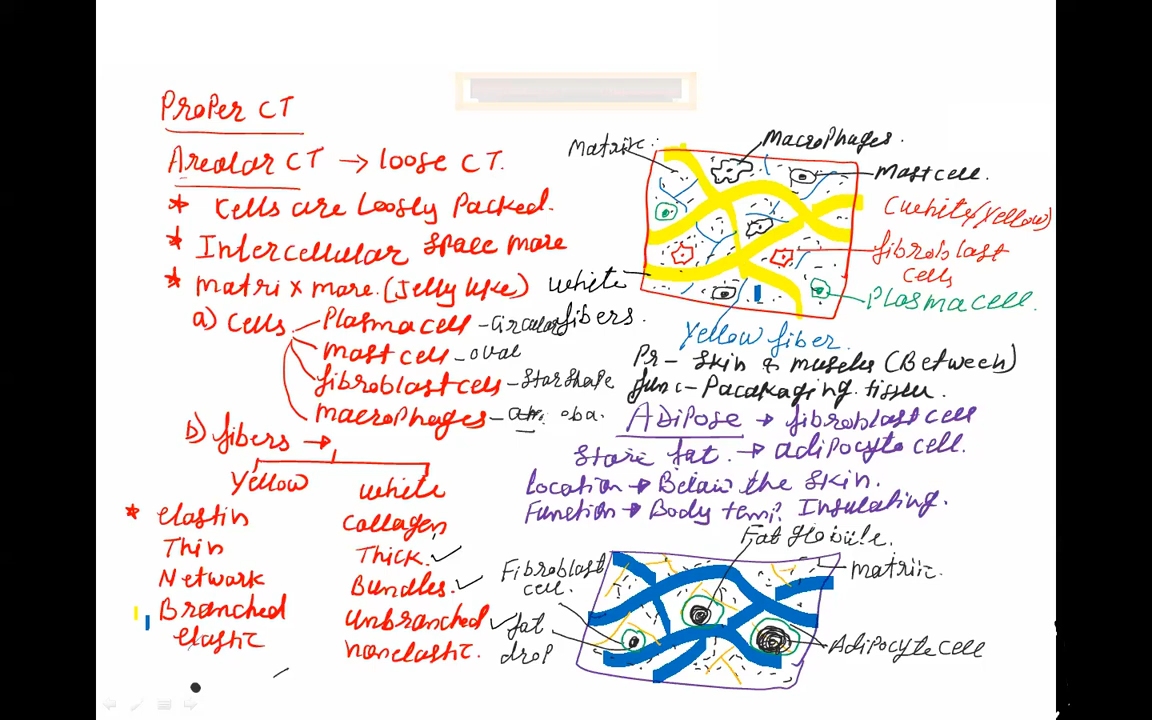 Proper CT
Areolar CT → loose CT.
* Cells are Loosly Packed.
* Intercellular space more
* matrix more. (Jelly like)
a) Cells
Plasma cell - Circular
mast cell - oval
fibroblast cell - Star shape
macrophages -
b) fibers →
Yellow
white
* elastin
Collagen
Thin
Thick.
Network
Bundles.
Branched
Unbranched
elastic
nonelastic.
Matrix:
Macrophages.
Mast cell.
(white/yellow)
fibroblast
cells
Plasma cell.
white
fibers.
Yellow fiber.
Pr - Skin & muscles (Between)
func - Pacakaging tissue.
Adipose → fibroblast cell
Store fat. → adipocyte cell.
Location → Below the Skin.
Function → Body temp. Insulating.
Fat globule.
Fibroblast
cell.
matrix.
fat
drop
Adipocyte cell